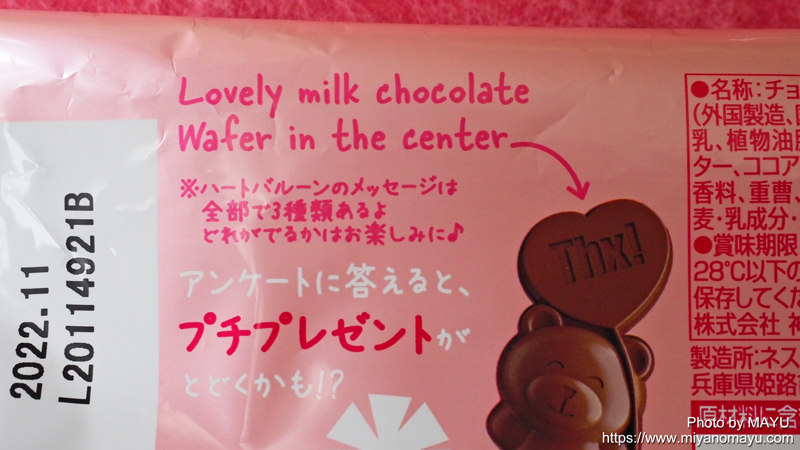 Lovely milk chocolate
Wafer in the center
※ハートバルーンのメッセージは
全部で3種類あるよ
どれがでるかはお楽しみに♪
アンケートに答えると、
プチプレゼントが
とどくかも!?
Thx!
2022.11
L20114921B
●名称:チョ
(外国製造、
乳、植物油脂
ター、ココア
香料、重曹、
麦・乳成分・
●賞味期限
28℃以下の
保存してくだ
株式会社 神
製造所:ネス
兵庫県姫路
原材料に含
Photo by MAYU
https://www.miyanomayu.com/